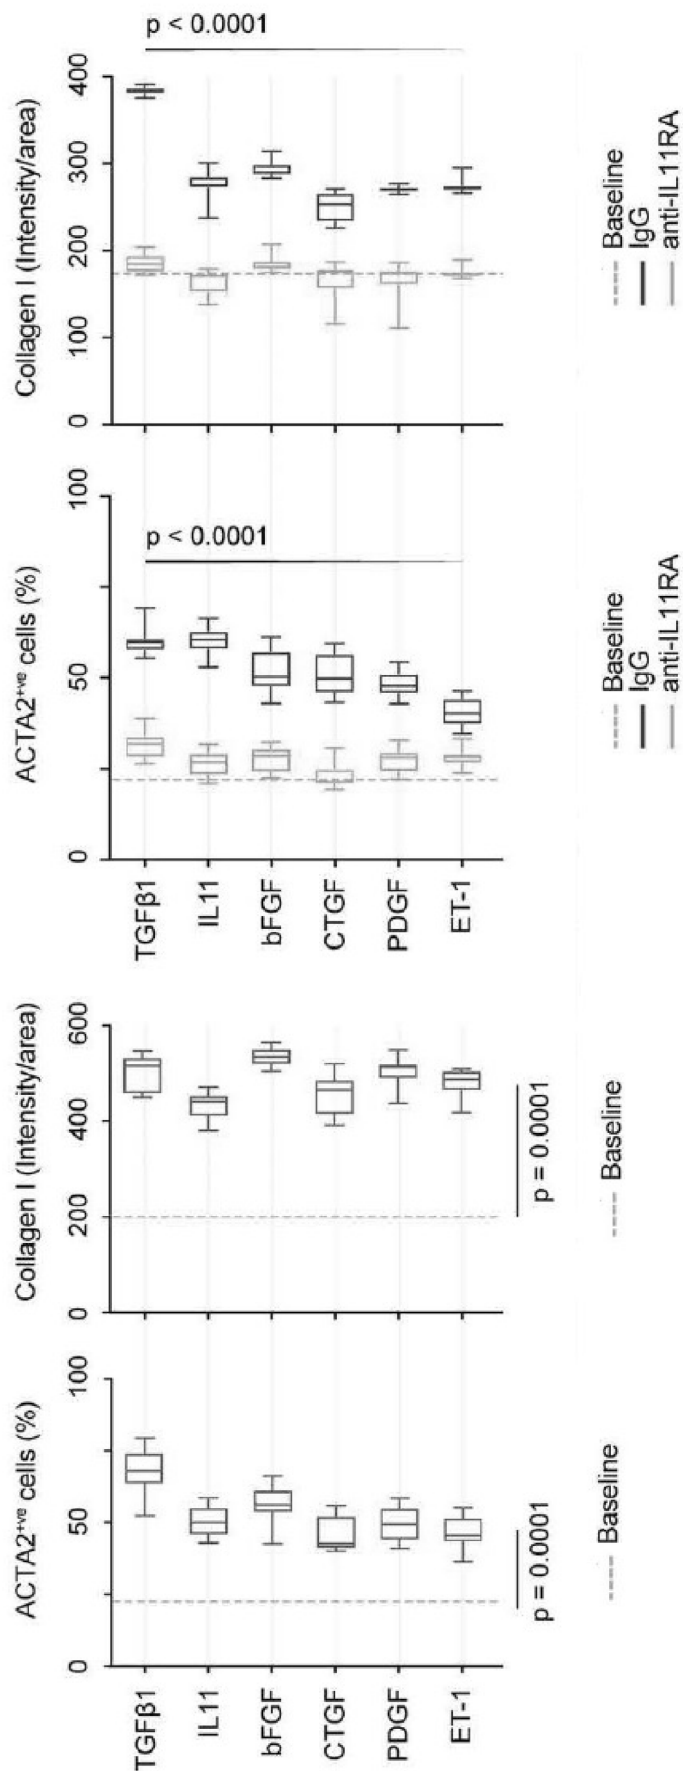 p < 0.0001
Collagen I (Intensity/area)
400
300
200
100
0
Baseline
IgG
anti-IL11RA
ACTA2+ve cells (%)
100
50
0
p < 0.0001
TGFβ1
IL11
bFGF
CTGF
PDGF
ET-1
Baseline
IgG
anti-IL11RA
Collagen I (Intensity/area)
600
400
200
0
p = 0.0001
Baseline
ACTA2+ve cells (%)
100
50
0
TGFβ1
IL11
bFGF
CTGF
PDGF
ET-1
p = 0.0001
Baseline